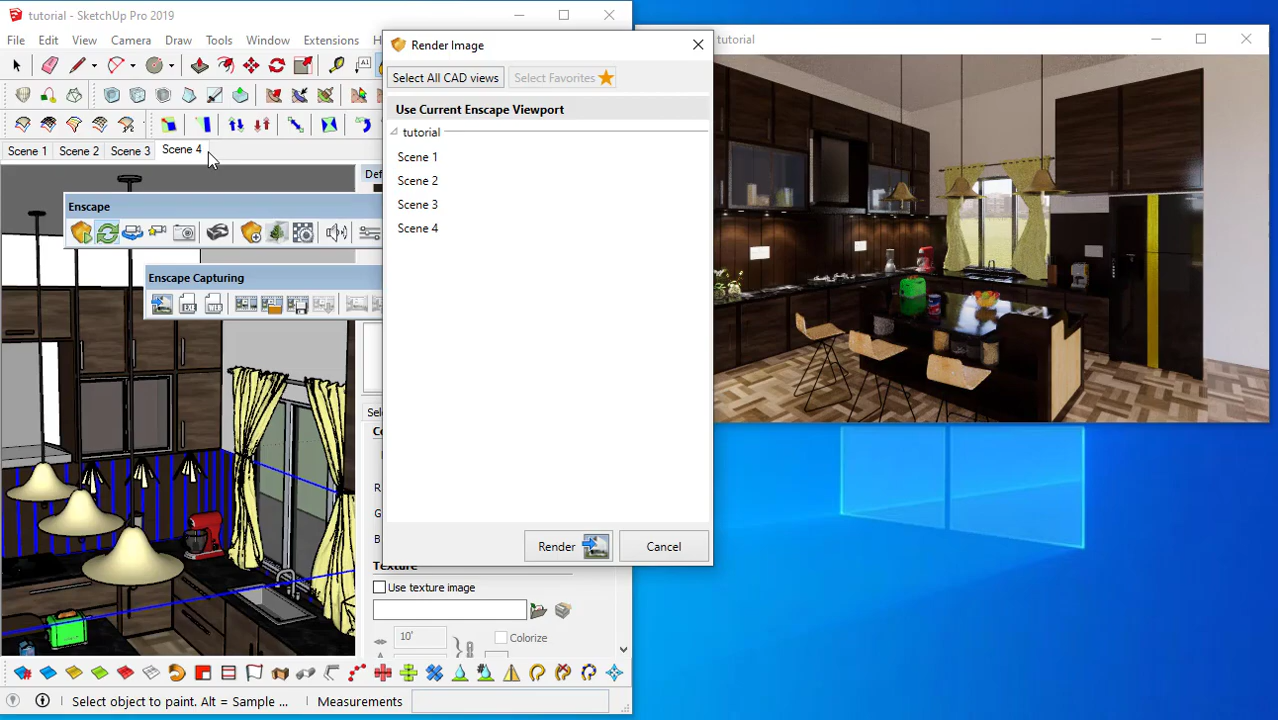 tutorial - SketchUp Pro 2019
File Edit View Camera Draw Tools Window Extensions H
Scene 1 Scene 2 Scene 3 Scene 4
Def
Enscape
Enscape Capturing
Sel
C
R
G
B
Texture
Use texture image
10'
Colorize
Select object to paint. Alt = Sample ...
Measurements
Render Image
Select All CAD views
Select Favorites
Use Current Enscape Viewport
tutorial
Scene 1
Scene 2
Scene 3
Scene 4
Render
Cancel
tutorial